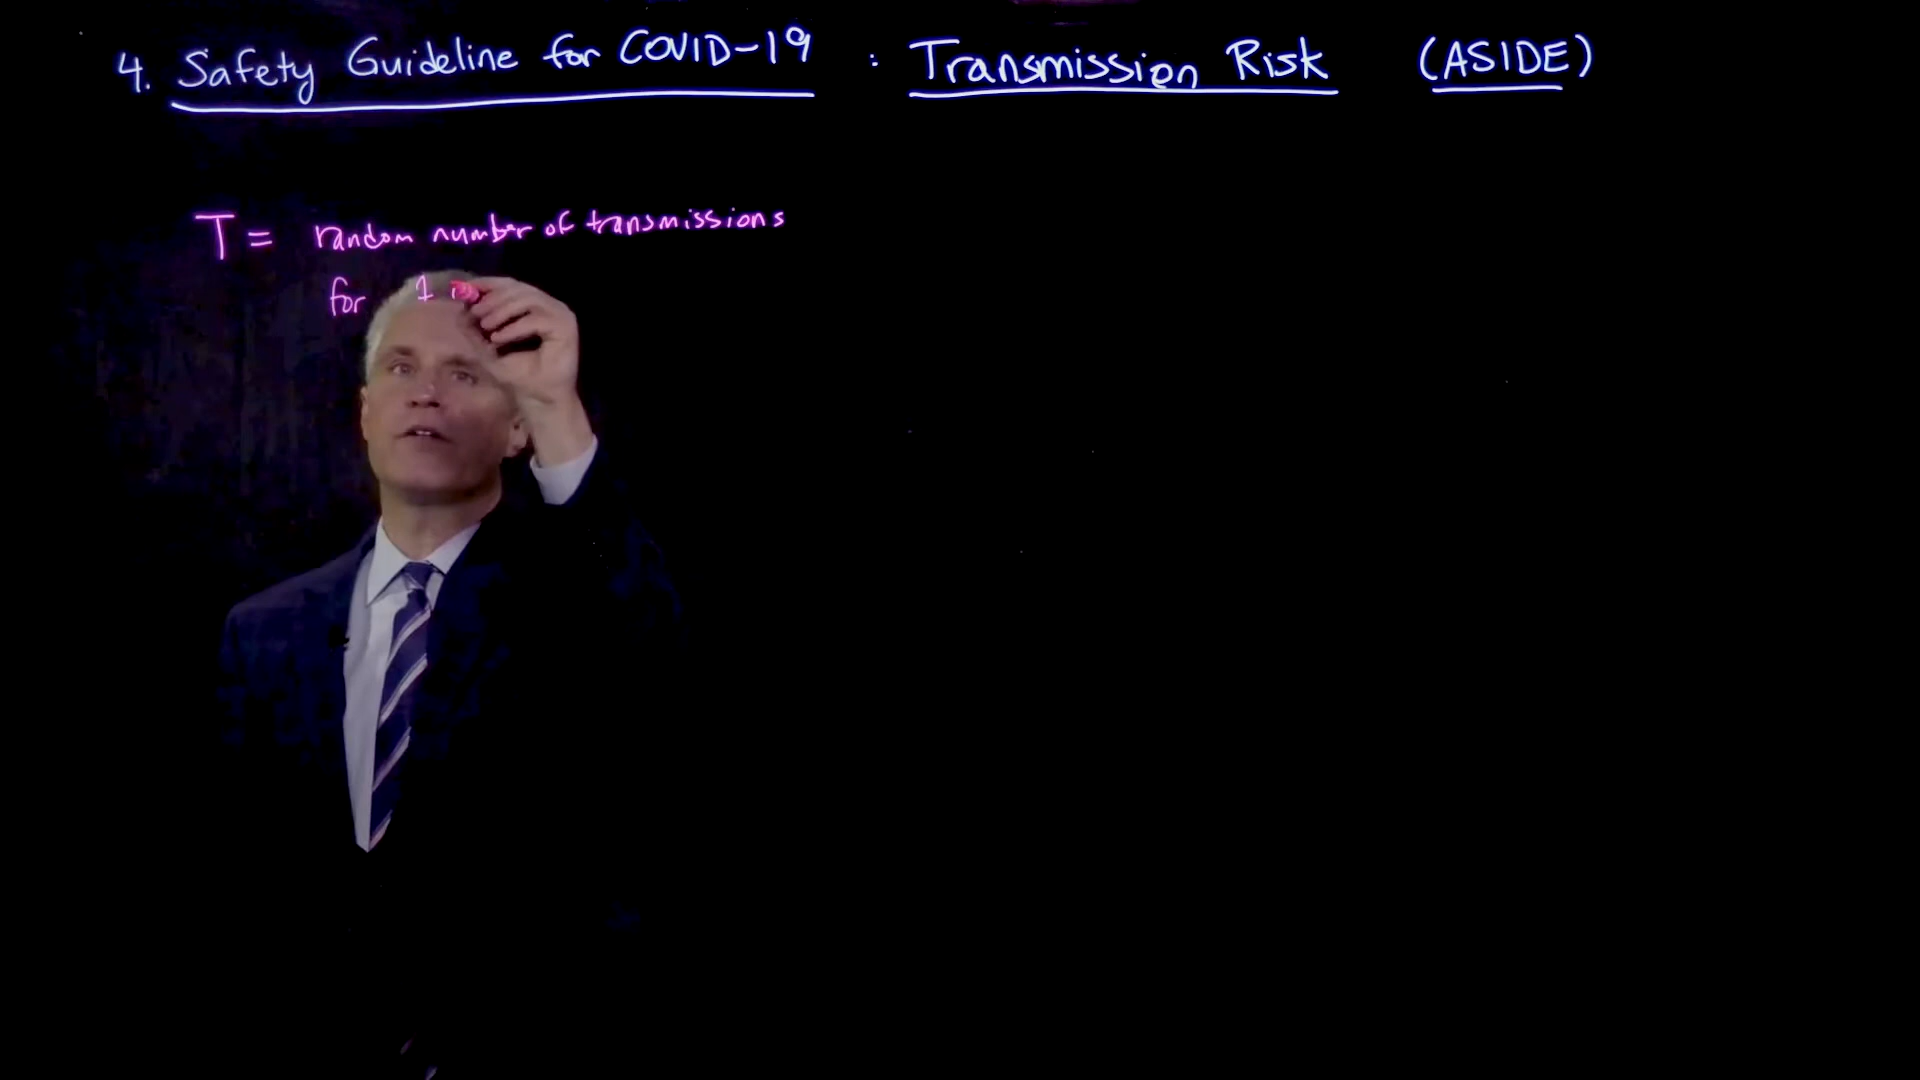 4. Safety Guideline for COVID-19 : Transmission Risk (ASIDE)
T = random number of transmissions
for 1